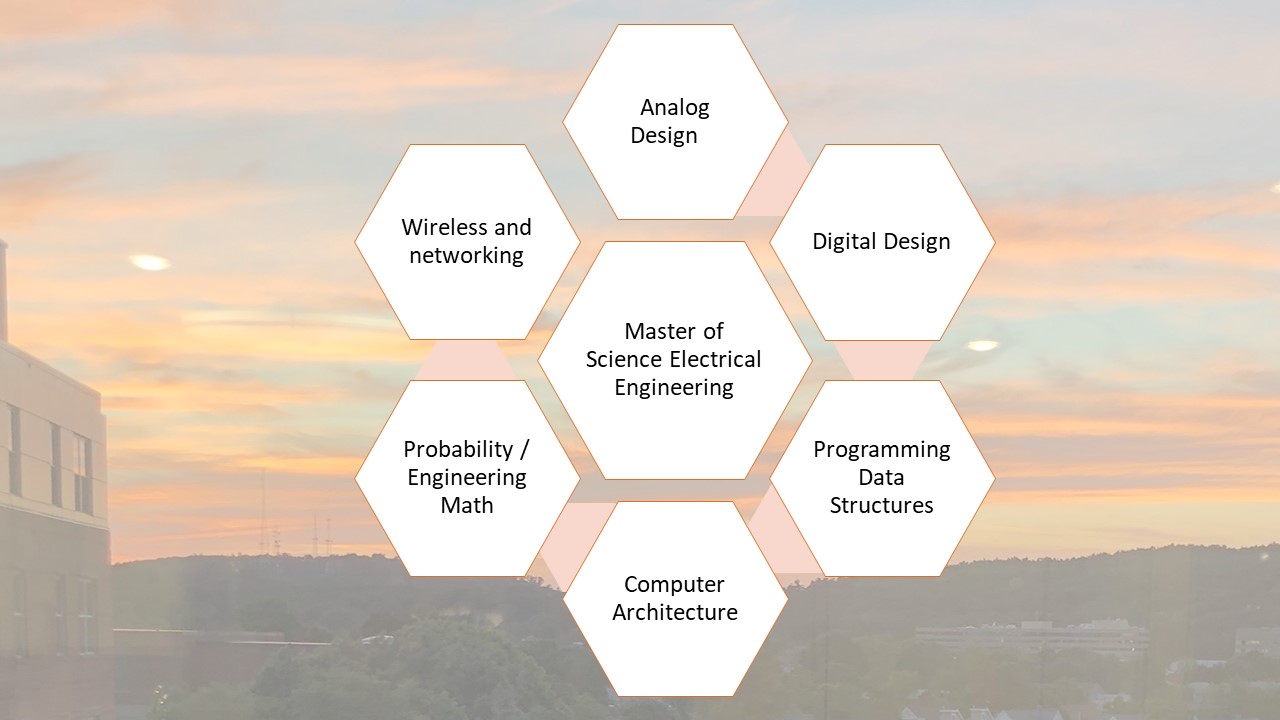 Analog
Design
Wireless and
networking
Digital Design
Master of
Science Electrical
Engineering
Probability /
Engineering
Math
Programming
Data
Structures
Computer
Architecture